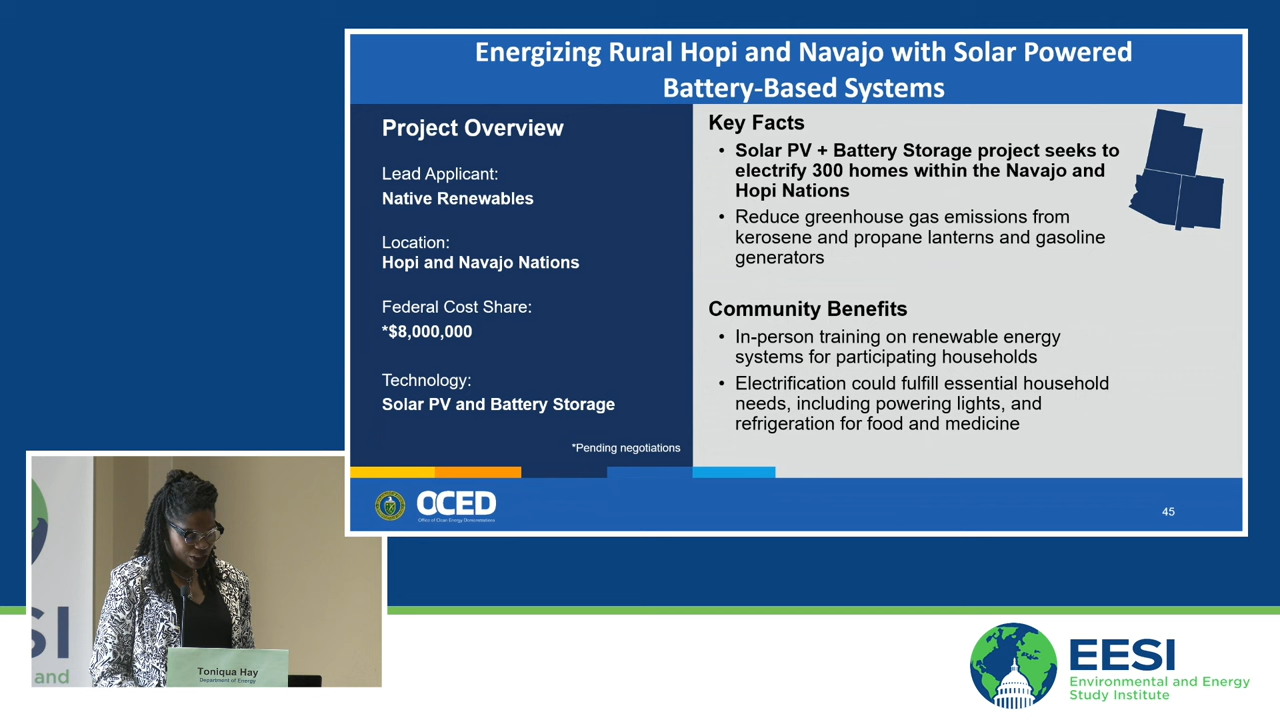 Energizing Rural Hopi and Navajo with Solar Powered
Battery-Based Systems
Project Overview
Lead Applicant:
Native Renewables
Location:
Hopi and Navajo Nations
Federal Cost Share:
*$8,000,000
Technology:
Solar PV and Battery Storage
*Pending negotiations
Key Facts
• Solar PV + Battery Storage project seeks to
electrify 300 homes within the Navajo and
Hopi Nations
• Reduce greenhouse gas emissions from
kerosene and propane lanterns and gasoline
generators
Community Benefits
• In-person training on renewable energy
systems for participating households
• Electrification could fulfill essential household
needs, including powering lights, and
refrigeration for food and medicine
OCED
Office of Clean Energy Demonstrations
45
SI
and
Toniqua Hay
Department of Energy
EESI
Environmental and Energy
Study Institute